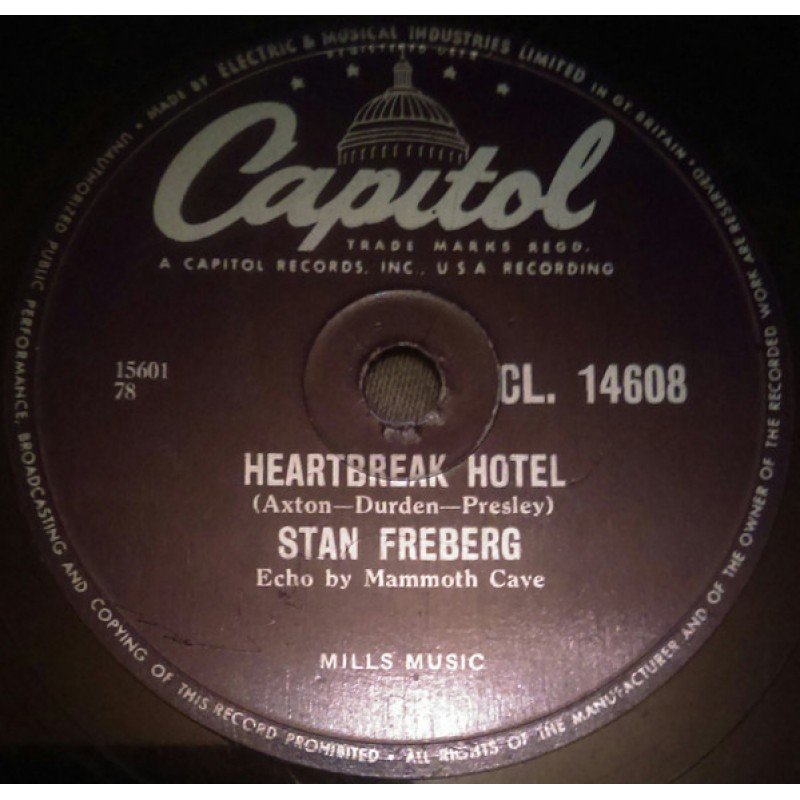 MADE BY ELECTRIC & MUSICAL INDUSTRIES LIMITED IN GT BRITAIN • ALL RIGHTS OF THE MANUFACTURER AND OF THE OWNER OF THE RECORDED WORK ARE RESERVED
UNAUTHORIZED PUBLIC PERFORMANCE, BROADCASTING AND COPYING OF THIS RECORD PROHIBITED •
REGISTERED USER
Capitol
TRADE MARKS REGD.
A CAPITOL RECORDS, INC., U S A RECORDING
15601
78
CL. 14608
HEARTBREAK HOTEL
(Axton—Durden—Presley)
STAN FREBERG
Echo by Mammoth Cave
MILLS MUSIC